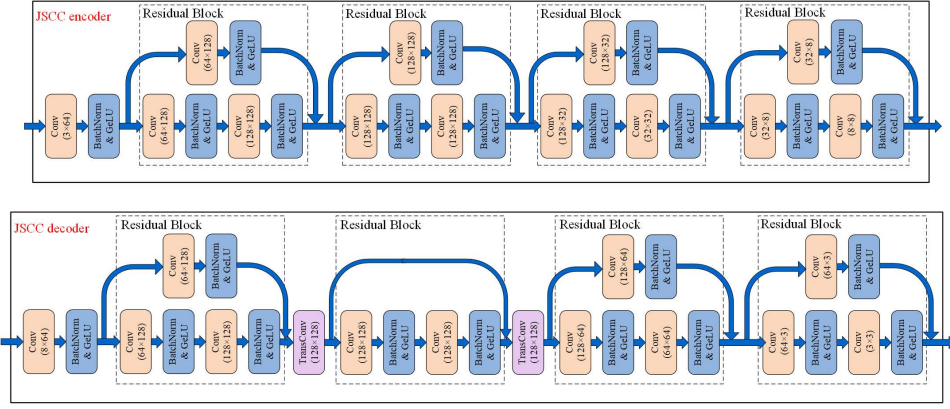 JSCC encoder
Residual Block
Residual Block
Residual Block
Residual Block
Conv
(64×128)
BatchNorm
& GeLU
Conv
(128×128)
BatchNorm
& GeLU
Conv
(128×32)
BatchNorm
& GeLU
Conv
(32×8)
BatchNorm
& GeLU
Conv
(3×64)
BatchNorm
& GeLU
Conv
(64×128)
BatchNorm
& GeLU
Conv
(128×128)
BatchNorm
& GeLU
Conv
(128×128)
BatchNorm
& GeLU
Conv
(128×128)
BatchNorm
& GeLU
Conv
(128×32)
BatchNorm
& GeLU
Conv
(32×32)
BatchNorm
& GeLU
Conv
(32×8)
BatchNorm
& GeLU
Conv
(8×8)
BatchNorm
& GeLU
JSCC decoder
Residual Block
Residual Block
Residual Block
Residual Block
Conv
(64×128)
BatchNorm
& GeLU
Conv
(128×64)
BatchNorm
& GeLU
Conv
(64×3)
BatchNorm
& GeLU
Conv
(8×64)
BatchNorm
& GeLU
Conv
(64×128)
BatchNorm
& GeLU
Conv
(128×128)
BatchNorm
& GeLU
TransConv
(128×128)
Conv
(128×128)
BatchNorm
& GeLU
Conv
(128×128)
BatchNorm
& GeLU
TransConv
(128×128)
Conv
(128×64)
BatchNorm
& GeLU
Conv
(64×64)
BatchNorm
& GeLU
Conv
(64×3)
BatchNorm
& GeLU
Conv
(3×3)
BatchNorm
& GeLU